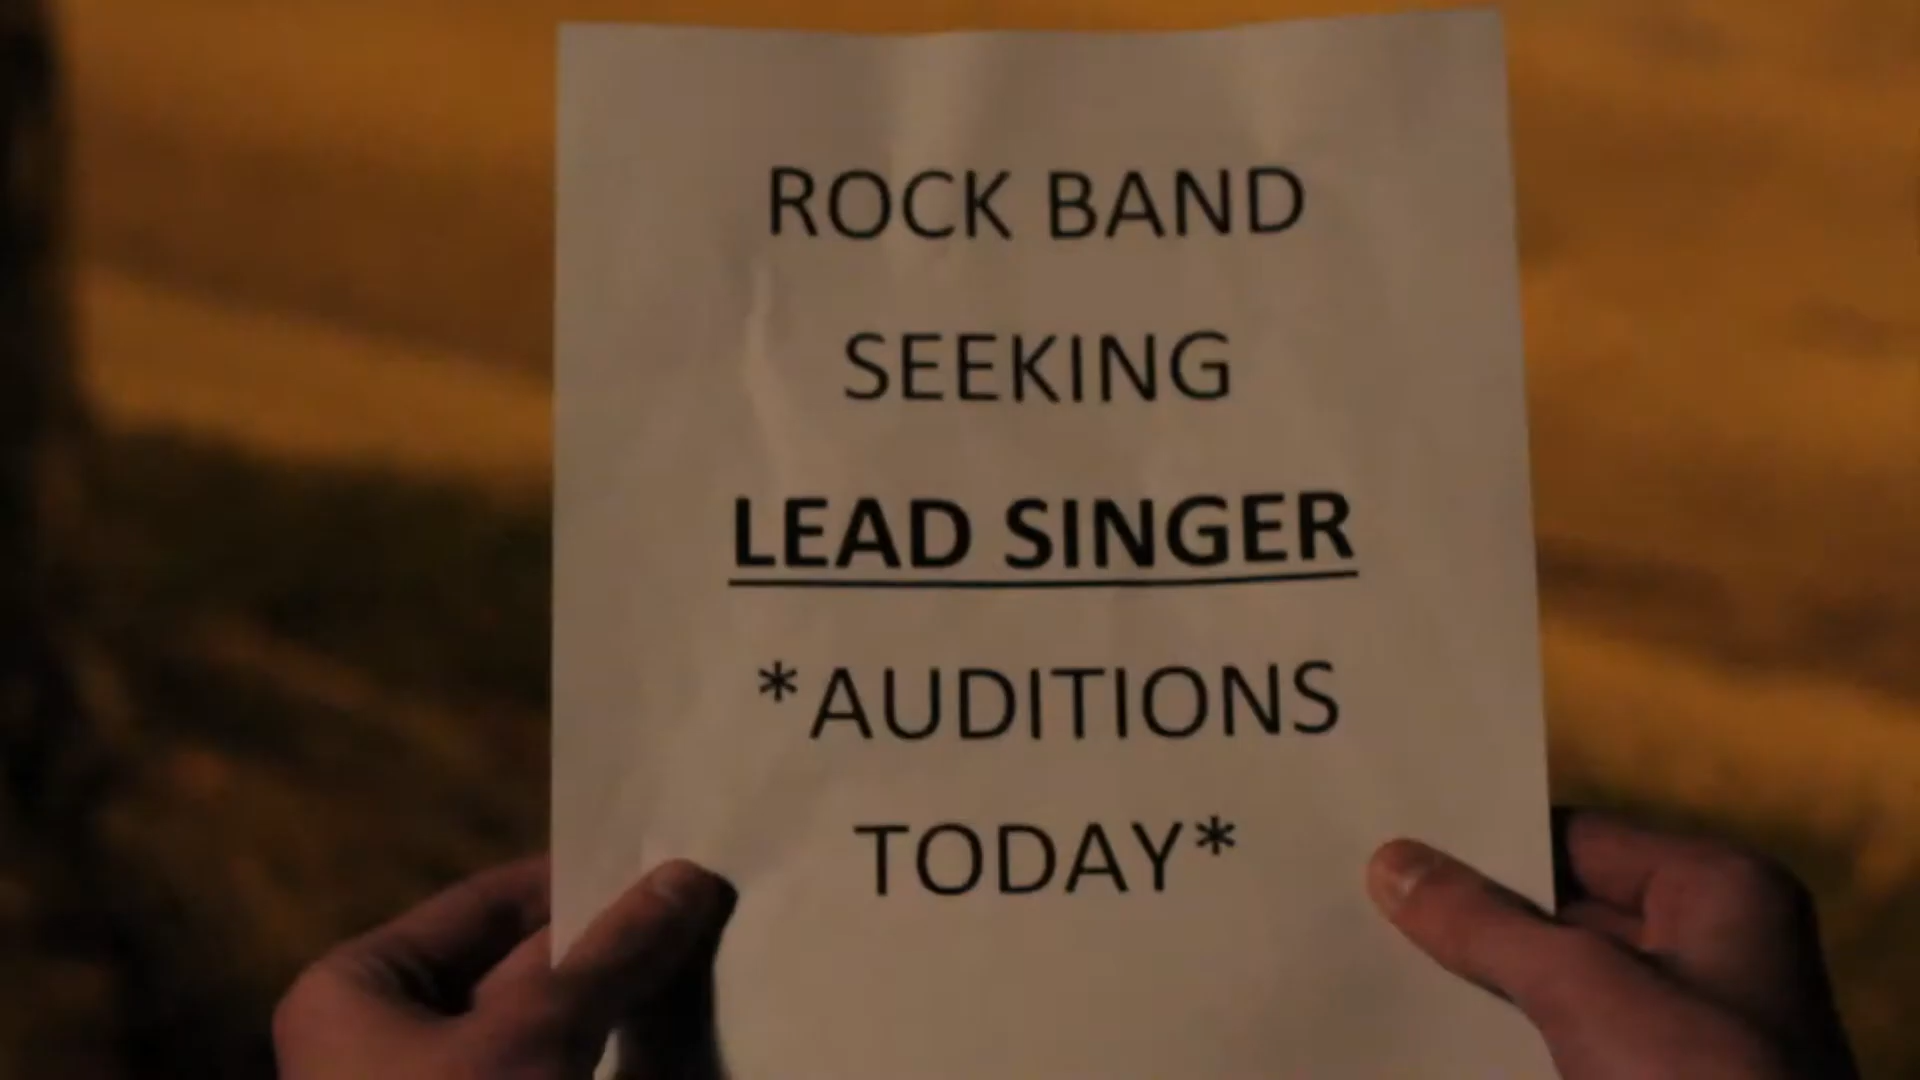 ROCK BAND
SEEKING
LEAD SINGER
*AUDITIONS
TODAY*